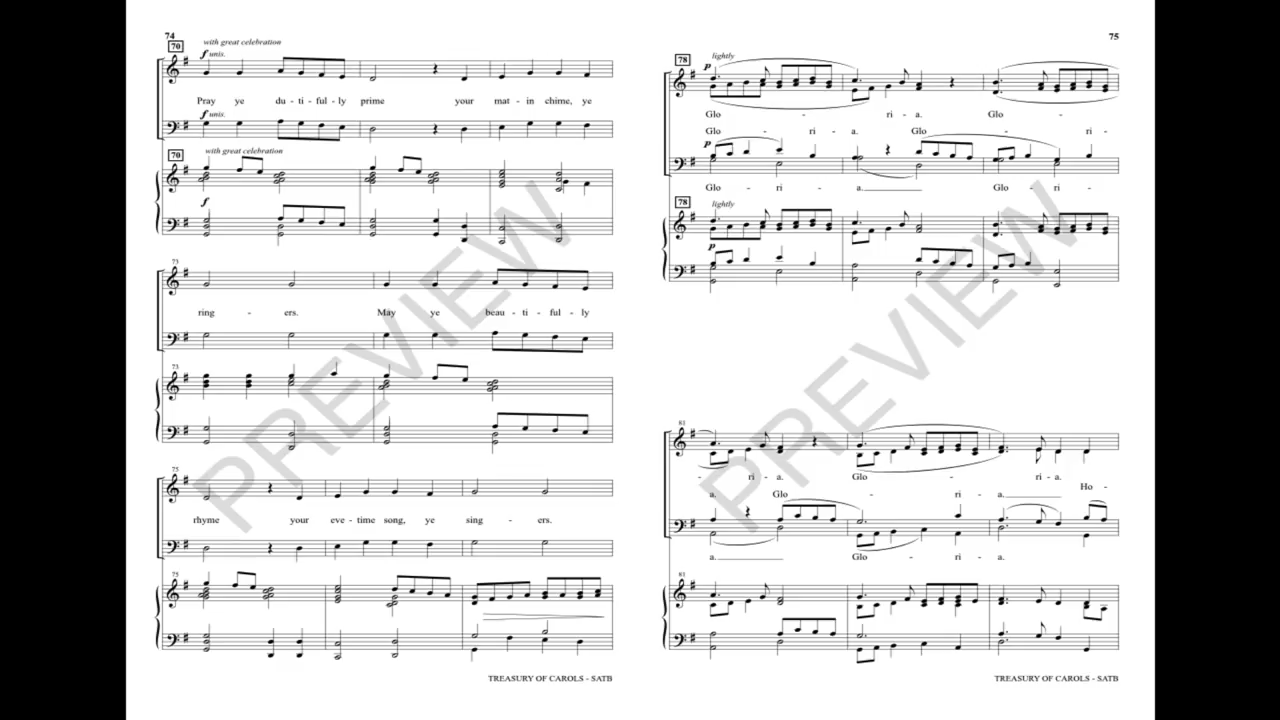 74
70
with great celebration
f unis.
Pray ye du - ti - ful - ly prime your mat - in chime, ye
f unis.
70
with great celebration
f
73
ring - ers. May ye beau - ti - ful - ly
73
75
rhyme your eve - time song, ye sing - ers.
75
TREASURY OF CAROLS - SATB
PREVIEW
75
78
lightly
p
Glo - ri - a. Glo -
Glo - ri - a. Glo - ri -
p
Glo - ri - a. Glo - ri -
78
lightly
p
81
- ri - a. Glo - ri - a.
a. Glo - ri - a. Ho -
a. Glo - ri - a.
81
TREASURY OF CAROLS - SATB
PREVIEW